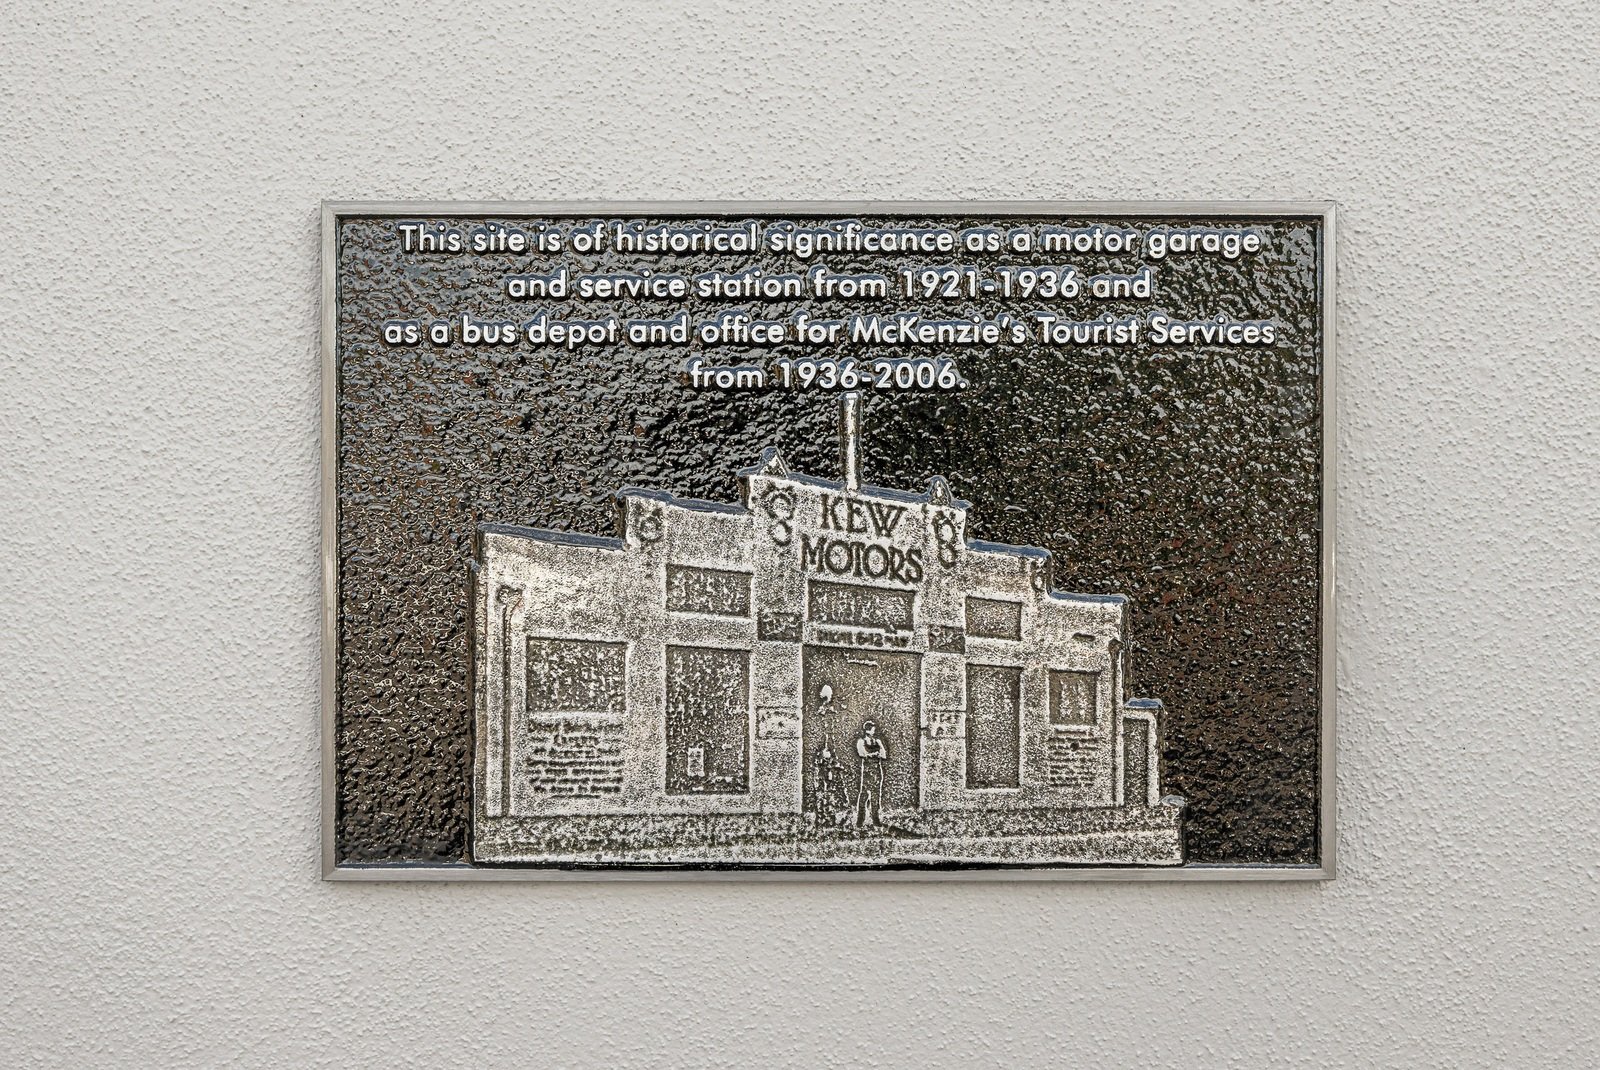 This site is of historical significance as a motor garage
and service station from 1921-1936 and
as a bus depot and office for McKenzie's Tourist Services
from 1936-2006.
KEW
MOTORS